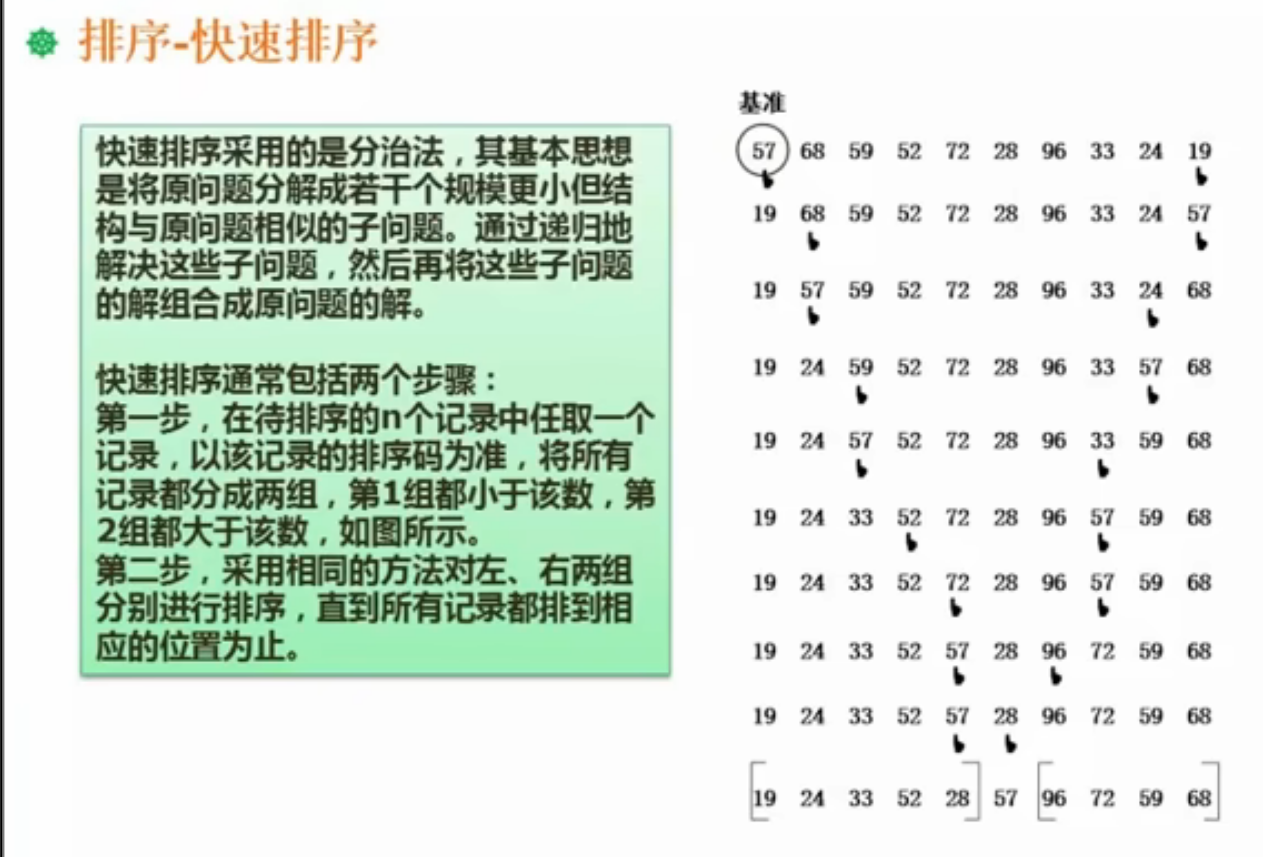 排序-快速排序
快速排序采用的是分治法，其基本思想
是将原问题分解成若干个规模更小但结
构与原问题相似的子问题。通过递归地
解决这些子问题，然后再将这些子问题
的解组合成原问题的解。
快速排序通常包括两个步骤：
第一步，在待排序的n个记录中任取一个
记录，以该记录的排序码为准，将所有
记录都分成两组，第1组都小于该数，第
2组都大于该数，如图所示。
第二步，采用相同的方法对左、右两组
分别进行排序，直到所有记录都排到相
应的位置为止。
基准
57 68 59 52 72 28 96 33 24 19
19 68 59 52 72 28 96 33 24 57
19 57 59 52 72 28 96 33 24 68
19 24 59 52 72 28 96 33 57 68
19 24 57 52 72 28 96 33 59 68
19 24 33 52 72 28 96 57 59 68
19 24 33 52 72 28 96 57 59 68
19 24 33 52 57 28 96 72 59 68
19 24 33 52 57 28 96 72 59 68
[19 24 33 52 28] 57 [96 72 59 68]